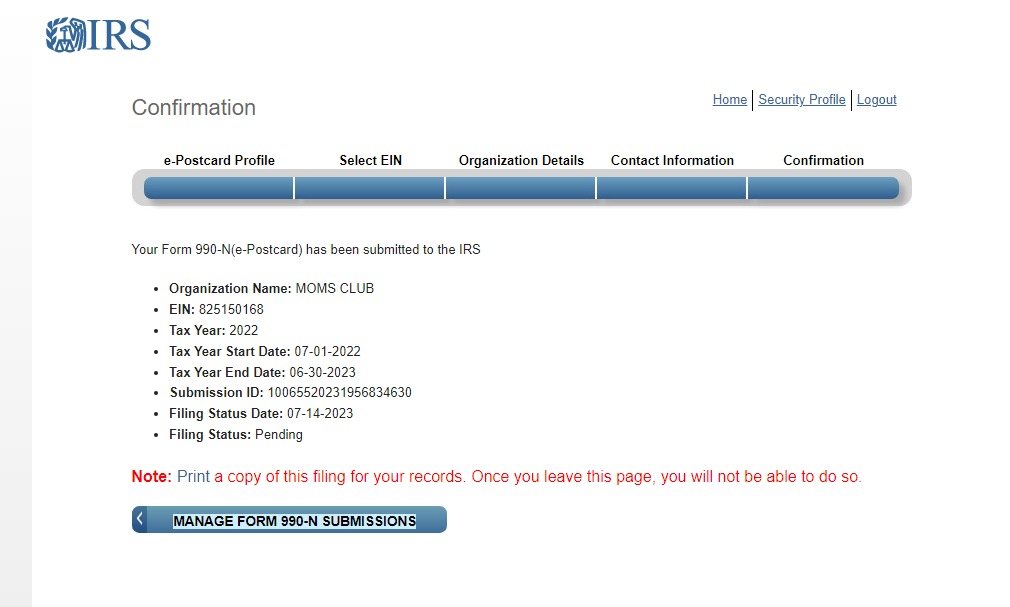 IRS
Confirmation
Home Security Profile Logout
e-Postcard Profile Select EIN Organization Details Contact Information Confirmation
Your Form 990-N(e-Postcard) has been submitted to the IRS
• Organization Name: MOMS CLUB
• EIN: 825150168
• Tax Year: 2022
• Tax Year Start Date: 07-01-2022
• Tax Year End Date: 06-30-2023
• Submission ID: 10065520231956834630
• Filing Status Date: 07-14-2023
• Filing Status: Pending
Note: Print a copy of this filing for your records. Once you leave this page, you will not be able to do so.
MANAGE FORM 990-N SUBMISSIONS